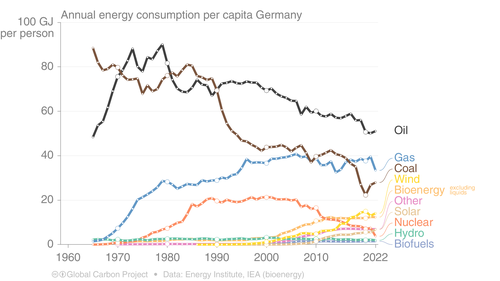 Annual energy consumption per capita Germany
100 GJ
per person
80
60
40
20
0
1960
1970
1980
1990
2000
2010
2022
Oil
Gas
Coal
Wind
Bioenergy excluding liquids
Other
Solar
Nuclear
Hydro
Biofuels
Global Carbon Project • Data: Energy Institute, IEA (bioenergy)